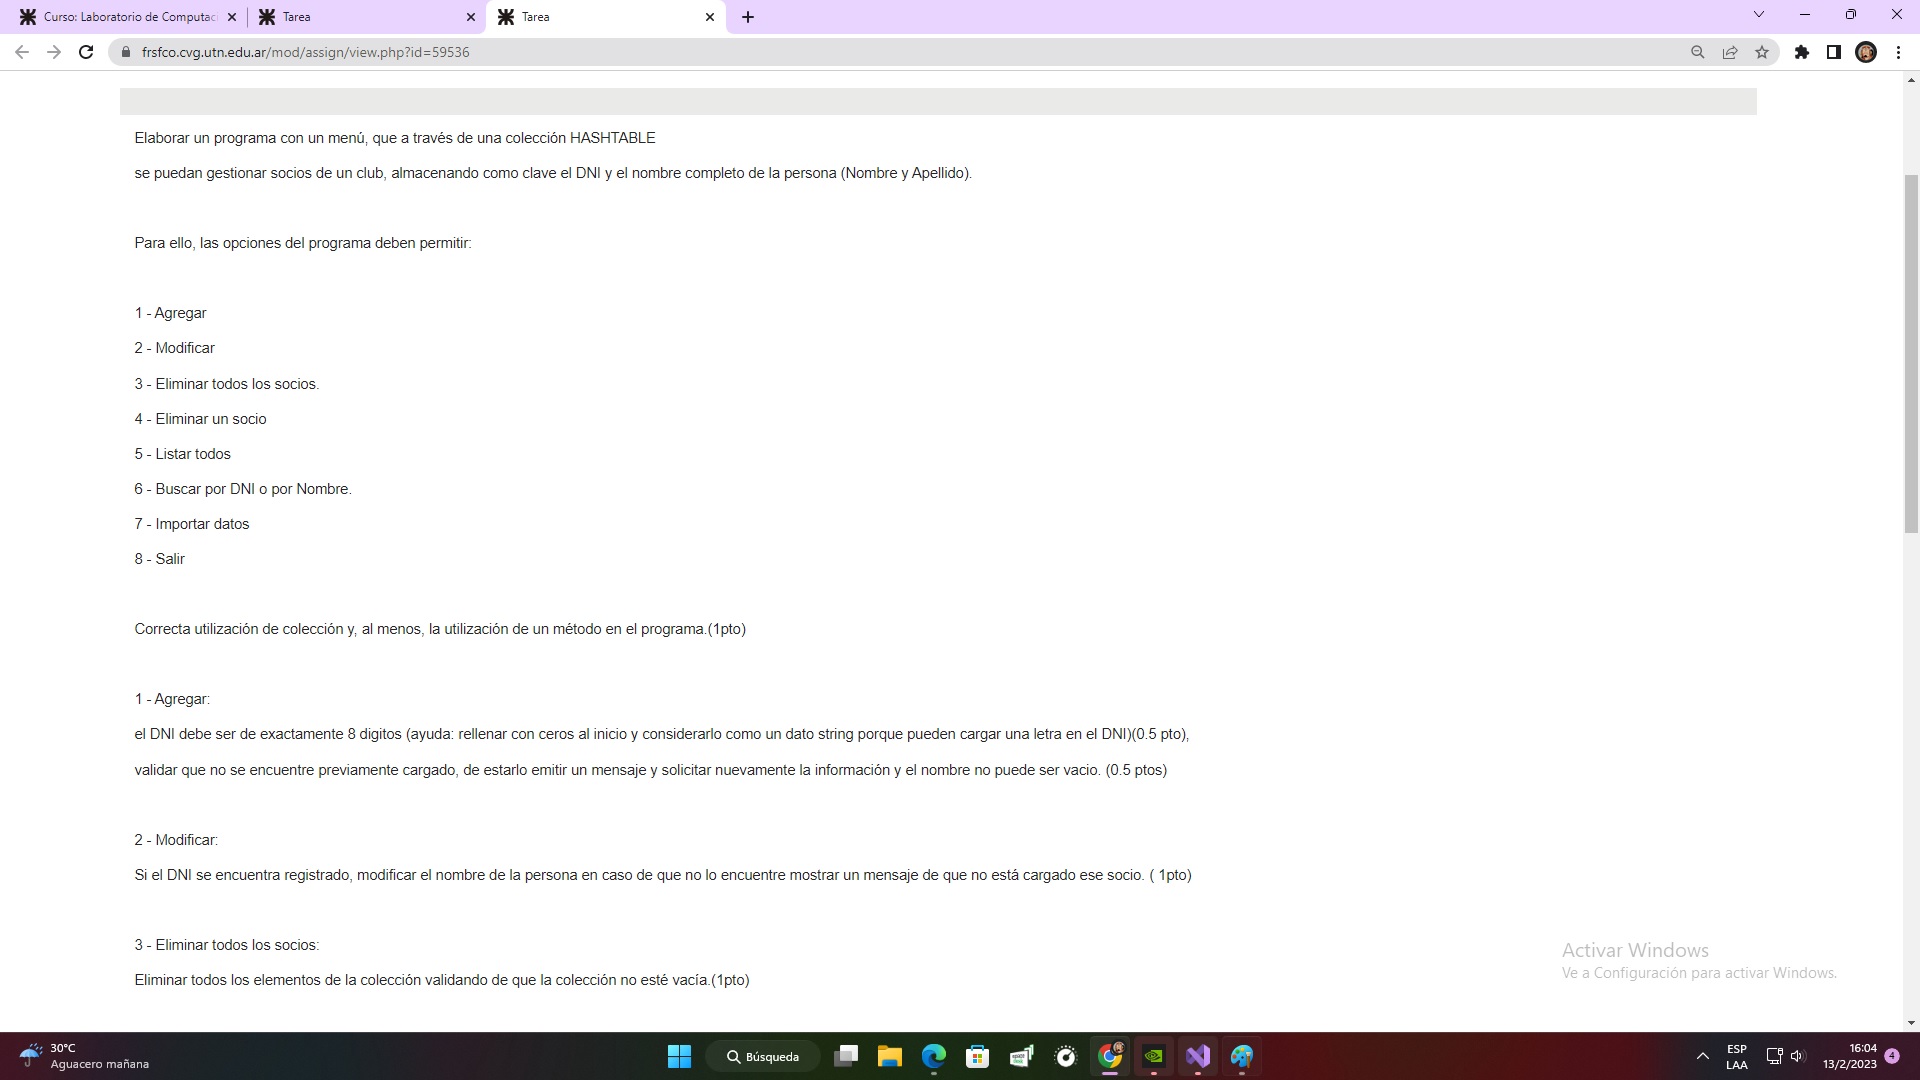 Curso: Laboratorio de Computac
Tarea
Tarea
frsfco.cvg.utn.edu.ar/mod/assign/view.php?id=59536
Elaborar un programa con un menú, que a través de una colección HASHTABLE
se puedan gestionar socios de un club, almacenando como clave el DNI y el nombre completo de la persona (Nombre y Apellido).
Para ello, las opciones del programa deben permitir:
1 - Agregar
2 - Modificar
3 - Eliminar todos los socios.
4 - Eliminar un socio
5 - Listar todos
6 - Buscar por DNI o por Nombre.
7 - Importar datos
8 - Salir
Correcta utilización de colección y, al menos, la utilización de un método en el programa.(1pto)
1 - Agregar:
el DNI debe ser de exactamente 8 digitos (ayuda: rellenar con ceros al inicio y considerarlo como un dato string porque pueden cargar una letra en el DNI)(0.5 pto),
validar que no se encuentre previamente cargado, de estarlo emitir un mensaje y solicitar nuevamente la información y el nombre no puede ser vacio. (0.5 ptos)
2 - Modificar:
Si el DNI se encuentra registrado, modificar el nombre de la persona en caso de que no lo encuentre mostrar un mensaje de que no está cargado ese socio. ( 1pto)
3 - Eliminar todos los socios:
Eliminar todos los elementos de la colección validando de que la colección no esté vacía.(1pto)
Activar Windows
Ve a Configuración para activar Windows.
30°C
Aguacero mañana
Búsqueda
ESP
LAA
16:04
13/2/2023
4